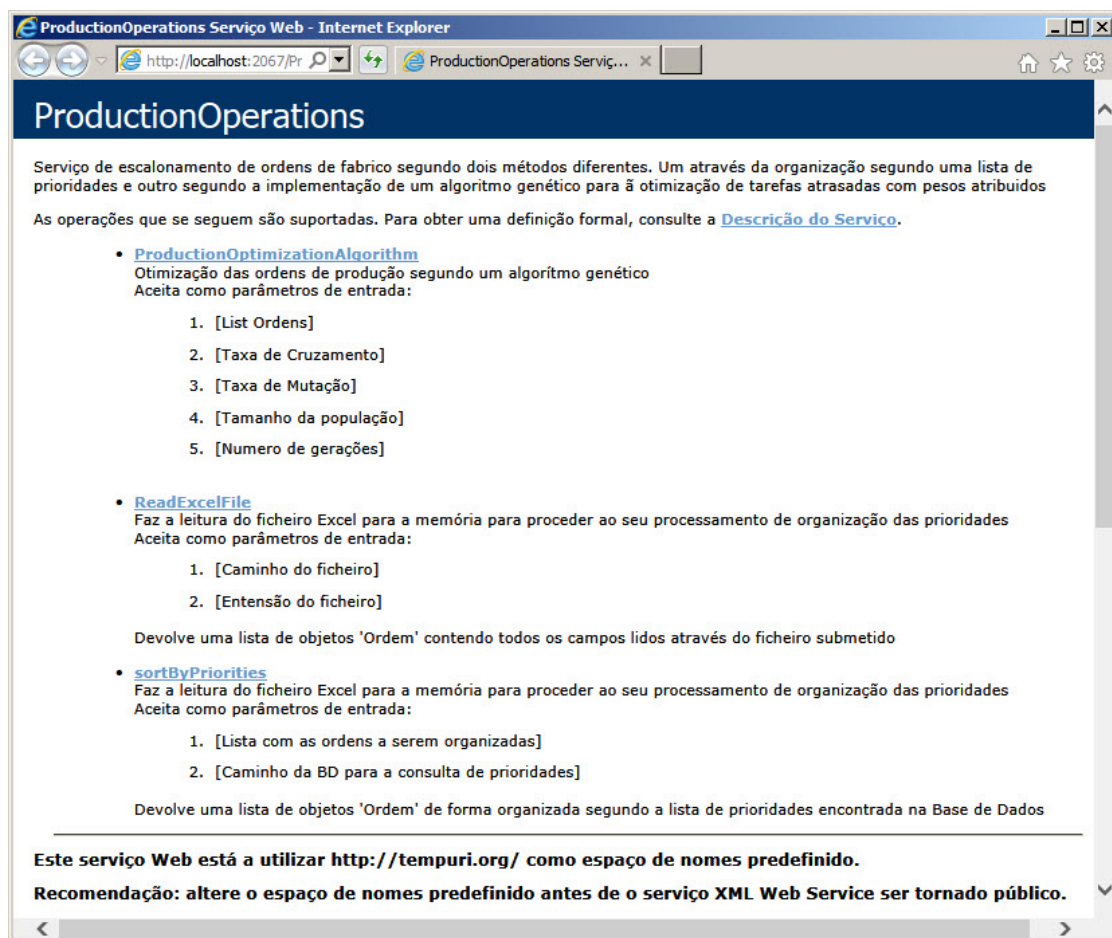 ProductionOperations Serviço Web - Internet Explorer
http://localhost:2067/Pr
ProductionOperations Serviç...
ProductionOperations
Serviço de escalonamento de ordens de fabrico segundo dois métodos diferentes. Um através da organização segundo uma lista de
prioridades e outro segundo a implementação de um algoritmo genético para ã otimização de tarefas atrasadas com pesos atribuidos
As operações que se seguem são suportadas. Para obter uma definição formal, consulte a Descrição do Serviço.
• ProductionOptimizationAlgorithm
Otimização das ordens de produção segundo um algorítmo genético
Aceita como parâmetros de entrada:
1. [List Ordens]
2. [Taxa de Cruzamento]
3. [Taxa de Mutação]
4. [Tamanho da população]
5. [Numero de gerações]
• ReadExcelFile
Faz a leitura do ficheiro Excel para a memória para proceder ao seu processamento de organização das prioridades
Aceita como parâmetros de entrada:
1. [Caminho do ficheiro]
2. [Entensão do ficheiro]
Devolve uma lista de objetos 'Ordem' contendo todos os campos lidos através do ficheiro submetido
• sortByPriorities
Faz a leitura do ficheiro Excel para a memória para proceder ao seu processamento de organização das prioridades
Aceita como parâmetros de entrada:
1. [Lista com as ordens a serem organizadas]
2. [Caminho da BD para a consulta de prioridades]
Devolve uma lista de objetos 'Ordem' de forma organizada segundo a lista de prioridades encontrada na Base de Dados
Este serviço Web está a utilizar http://tempuri.org/ como espaço de nomes predefinido.
Recomendação: altere o espaço de nomes predefinido antes de o serviço XML Web Service ser tornado público.